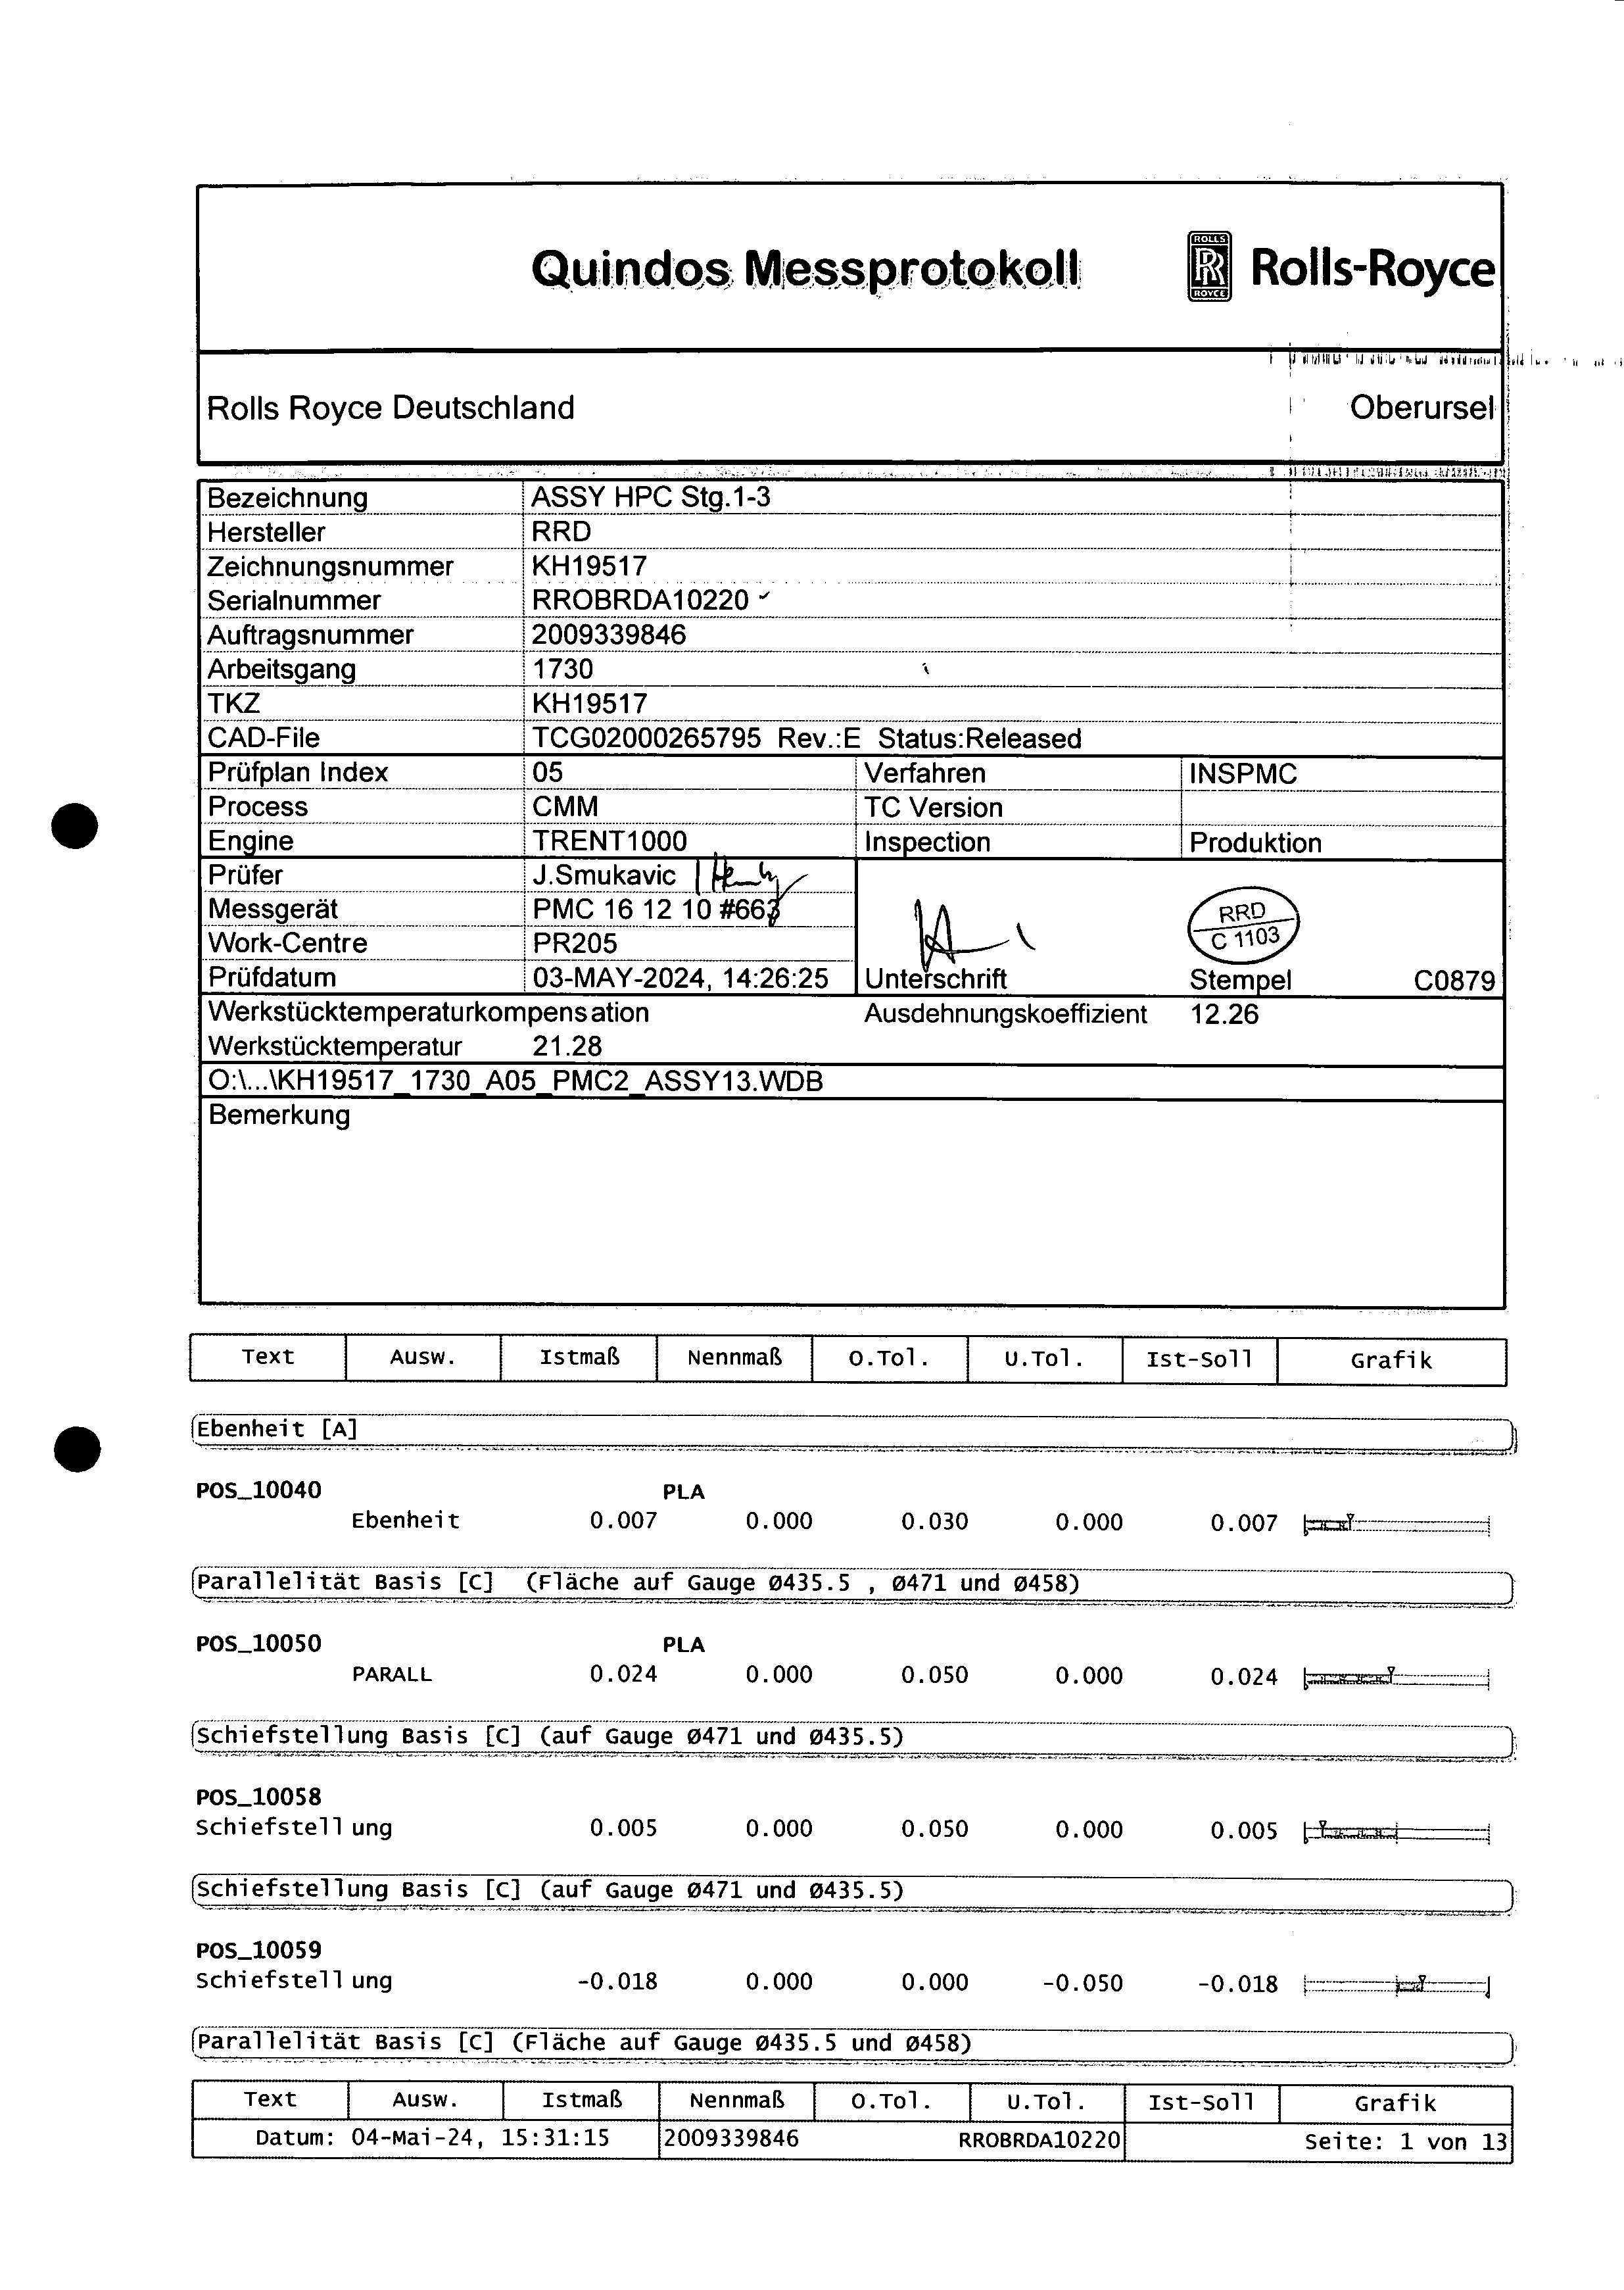 Quindos Messprotokoll
ROLLS RR ROYCE Rolls-Royce
Rolls Royce Deutschland Oberursel
Bezeichnung ASSY HPC Stg.1-3
Hersteller RRD
Zeichnungsnummer KH19517
Serialnummer RROBRDA10220
Auftragsnummer 2009339846
Arbeitsgang 1730
TKZ KH19517
CAD-File TCG02000265795 Rev.:E Status:Released
Prüfplan Index 05 Verfahren INSPMC
Process CMM TC Version
Engine TRENT1000 Inspection Produktion
Prüfer J.Smukavic
Messgerät PMC 16 12 10 #663
RRD
C 1103
Work-Centre PR205
Prüfdatum 03-MAY-2024, 14:26:25 Unterschrift Stempel C0879
Werkstücktemperaturkompensation Ausdehnungskoeffizient 12.26
Werkstücktemperatur 21.28
O:\...\KH19517_1730_A05_PMC2_ASSY13.WDB
Bemerkung
Text Ausw. Istmaß Nennmaß O.Tol. U.Tol. Ist-Soll Grafik
Ebenheit [A]
POS_10040 PLA
Ebenheit 0.007 0.000 0.030 0.000 0.007
Parallelität Basis [C] (Fläche auf Gauge Ø435.5 , Ø471 und Ø458)
POS_10050 PLA
PARALL 0.024 0.000 0.050 0.000 0.024
Schiefstellung Basis [C] (auf Gauge Ø471 und Ø435.5)
POS_10058
Schiefstellung 0.005 0.000 0.050 0.000 0.005
Schiefstellung Basis [C] (auf Gauge Ø471 und Ø435.5)
POS_10059
Schiefstellung -0.018 0.000 0.000 -0.050 -0.018
Parallelität Basis [C] (Fläche auf Gauge Ø435.5 und Ø458)
Text Ausw. Istmaß Nennmaß O.Tol. U.Tol. Ist-Soll Grafik
Datum: 04-Mai-24, 15:31:15 2009339846 RROBRDA10220 Seite: 1 von 13